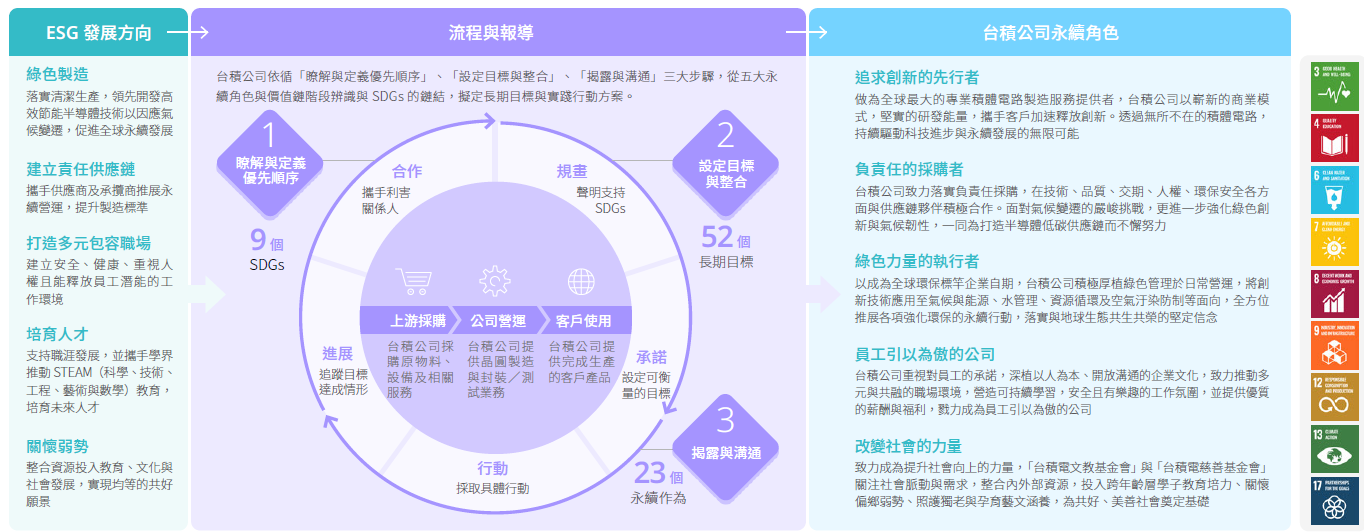 ESG 發展方向
綠色製造
落實清潔生產，領先開發高
效節能半導體技術以因應氣
候變遷，促進全球永續發展
建立責任供應鏈
攜手供應商及承攬商推展永
續營運，提升製造標準
打造多元包容職場
建立安全、健康、重視人
權且能釋放員工潛能的工
作環境
培育人才
支持職涯發展，並攜手學界
推動 STEAM（科學、技術、
工程、藝術與數學）教育，
培育未來人才
關懷弱勢
整合資源投入教育、文化與
社會發展，實現均等的共好
願景
流程與報導
台積公司依循「瞭解與定義優先順序」、「設定目標與整合」、「揭露與溝通」三大步驟，從五大永
續角色與價值鏈階段辨識與 SDGs 的鏈結，擬定長期目標與實踐行動方案。
1
瞭解與定義
優先順序
9 個
SDGs
2
設定目標
與整合
52 個
長期目標
3
揭露與溝通
23 個
永續作為
合作
攜手利害
關係人
規畫
聲明支持
SDGs
承諾
設定可衡
量的目標
行動
採取具體行動
進展
追蹤目標
達成情形
上游採購
台積公司採
購原物料、
設備及相關
服務
公司營運
台積公司提
供晶圓製造
與封裝／測
試業務
客戶使用
台積公司提
供完成生產
的客戶產品
台積公司永續角色
追求創新的先行者
做為全球最大的專業積體電路製造服務提供者，台積公司以嶄新的商業模
式，堅實的研發能量，攜手客戶加速釋放創新。透過無所不在的積體電路，
持續驅動科技進步與永續發展的無限可能
負責任的採購者
台積公司致力落實負責任採購，在技術、品質、交期、人權、環保安全各方
面與供應鏈夥伴積極合作。面對氣候變遷的嚴峻挑戰，更進一步強化綠色創
新與氣候韌性，一同為打造半導體低碳供應鏈而不懈努力
綠色力量的執行者
以成為全球環保標竿企業自期，台積公司積極厚植綠色管理於日常營運，將創
新技術應用至氣候與能源、水管理、資源循環及空氣汙染防制等面向，全方位
推展各項強化環保的永續行動，落實與地球生態共生共榮的堅定信念
員工引以為傲的公司
台積公司重視對員工的承諾，深植以人為本、開放溝通的企業文化，致力推動多
元與共融的職場環境，營造可持續學習，安全且有樂趣的工作氛圍，並提供優質
的薪酬與福利，戮力成為員工引以為傲的公司
改變社會的力量
致力成為提升社會向上的力量，「台積電文教基金會」與「台積電慈善基金會」
關注社會脈動與需求，整合內外部資源，投入跨年齡層學子教育培力、關懷
偏鄉弱勢、照護獨老與孕育藝文涵養，為共好、美善社會奠定基礎
3 GOOD HEALTH
AND WELL-BEING
4 QUALITY
EDUCATION
6 CLEAN WATER
AND SANITATION
7 AFFORDABLE AND
CLEAN ENERGY
8 DECENT WORK AND
ECONOMIC GROWTH
9 INDUSTRY, INNOVATION
AND INFRASTRUCTURE
12 RESPONSIBLE
CONSUMPTION
AND PRODUCTION
13 CLIMATE
ACTION
17 PARTNERSHIPS
FOR THE GOALS